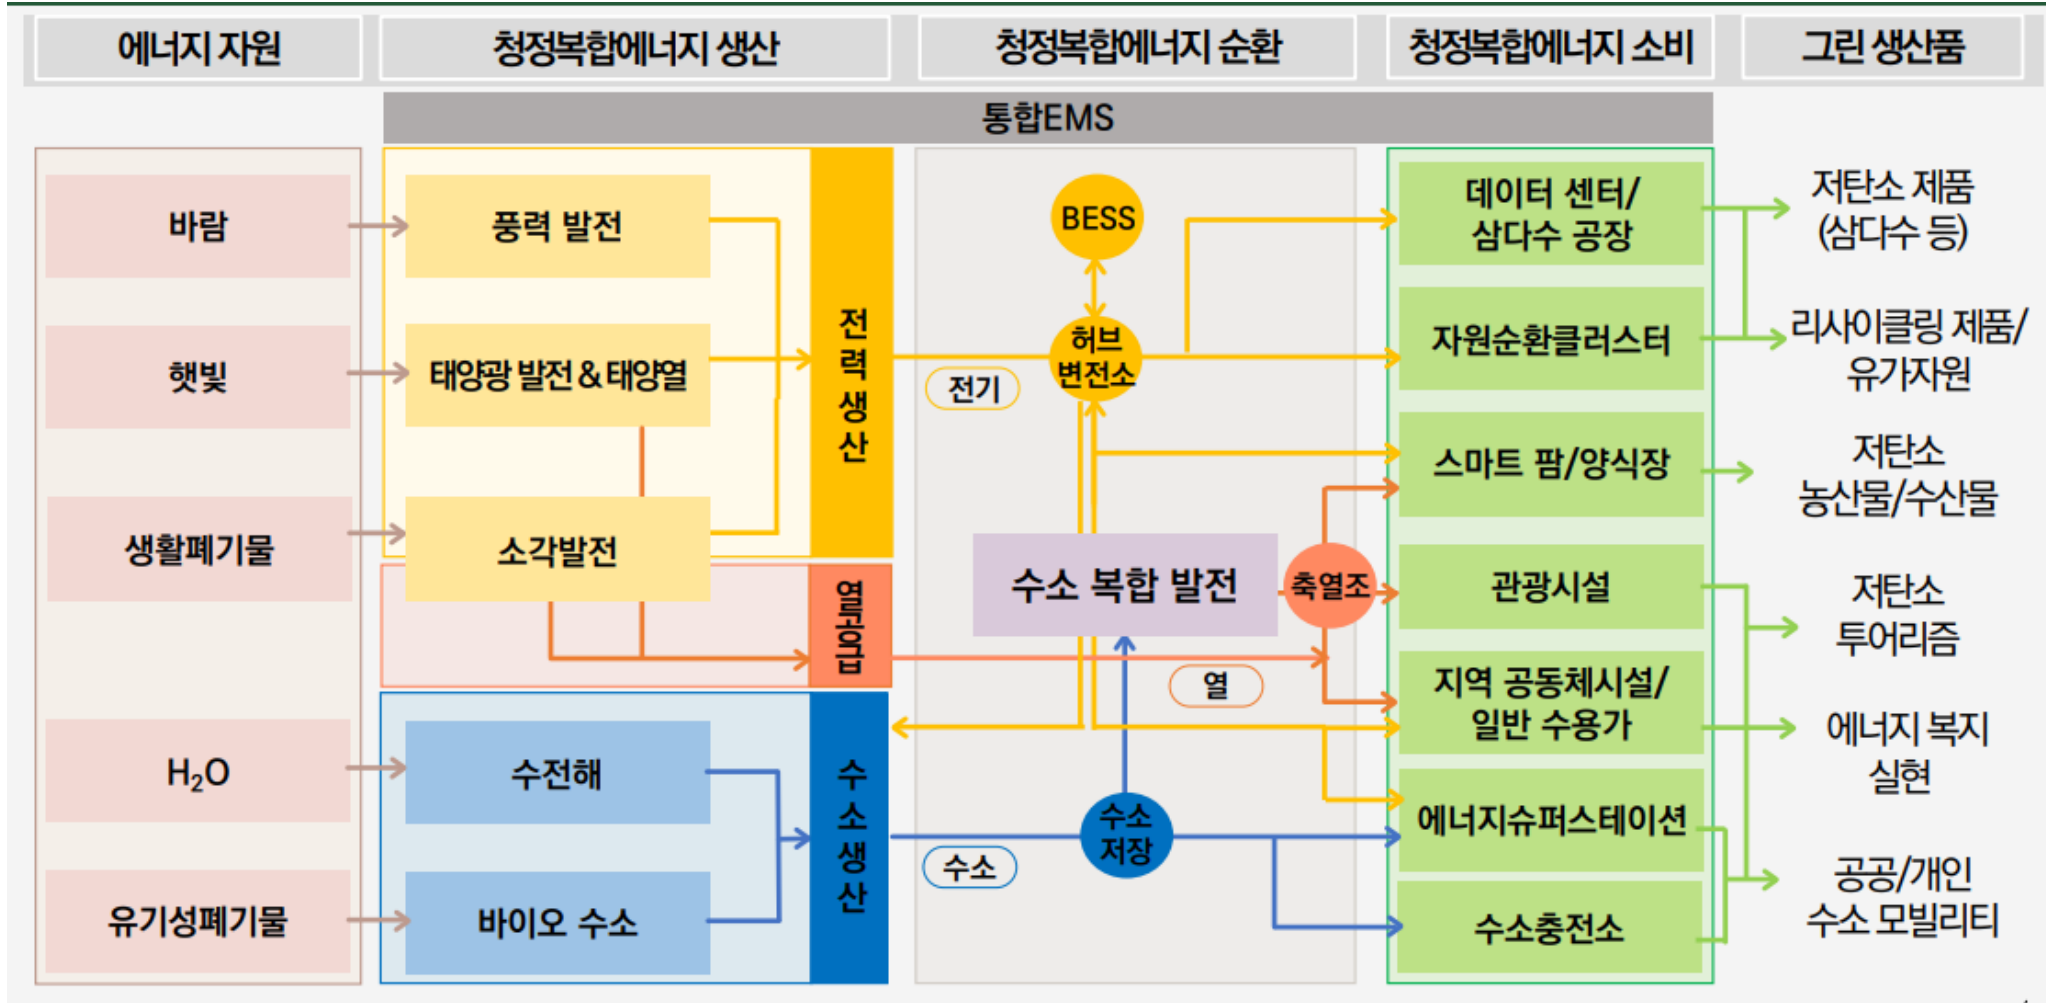 에너지 자원
청정복합에너지 생산
청정복합에너지 순환
청정복합에너지 소비
그린 생산품
통합EMS
바람
햇빛
생활폐기물
H₂O
유기성폐기물
풍력 발전
태양광 발전 & 태양열
소각발전
수전해
바이오 수소
전력생산
열공급
수소생산
BESS
허브
변전소
전기
수소 복합 발전
축열조
열
수소
저장
수소
데이터 센터/
삼다수 공장
자원순환클러스터
스마트 팜/양식장
관광시설
지역 공동체시설/
일반 수용가
에너지슈퍼스테이션
수소충전소
저탄소 제품
(삼다수 등)
리사이클링 제품/
유가자원
저탄소
농산물/수산물
저탄소
투어리즘
에너지 복지
실현
공공/개인
수소 모빌리티